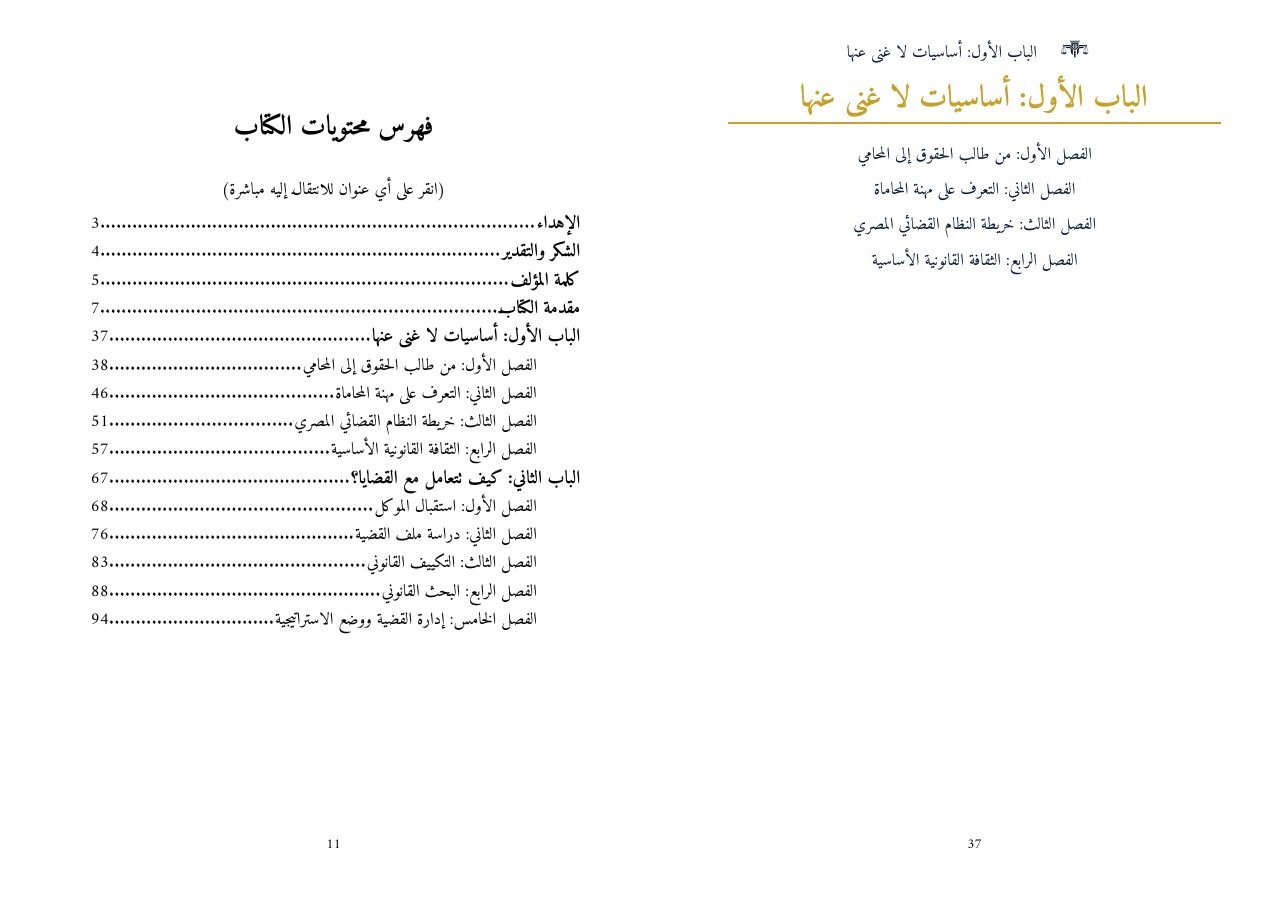 الباب الأول: أساسيات لا غنى عنها
الباب الأول: أساسيات لا غنى عنها
الفصل الأول: من طالب الحقوق إلى المحامي
الفصل الثاني: التعرف على مهنة المحاماة
الفصل الثالث: خريطة النظام القضائي المصري
الفصل الرابع: الثقافة القانونية الأساسية
37
فهرس محتويات الكتاب
(انقر على أي عنوان للانتقال إليه مباشرة)
الإهداء 3
الشكر والتقدير 4
كلمة المؤلف 5
مقدمة الكتاب 7
الباب الأول: أساسيات لا غنى عنها 37
الفصل الأول: من طالب الحقوق إلى المحامي 38
الفصل الثاني: التعرف على مهنة المحاماة 46
الفصل الثالث: خريطة النظام القضائي المصري 51
الفصل الرابع: الثقافة القانونية الأساسية 57
الباب الثاني: كيف نتعامل مع القضايا؟ 67
الفصل الأول: استقبال الموكل 68
الفصل الثاني: دراسة ملف القضية 76
الفصل الثالث: التكييف القانوني 83
الفصل الرابع: البحث القانوني 88
الفصل الخامس: إدارة القضية ووضع الاستراتيجية 94
11